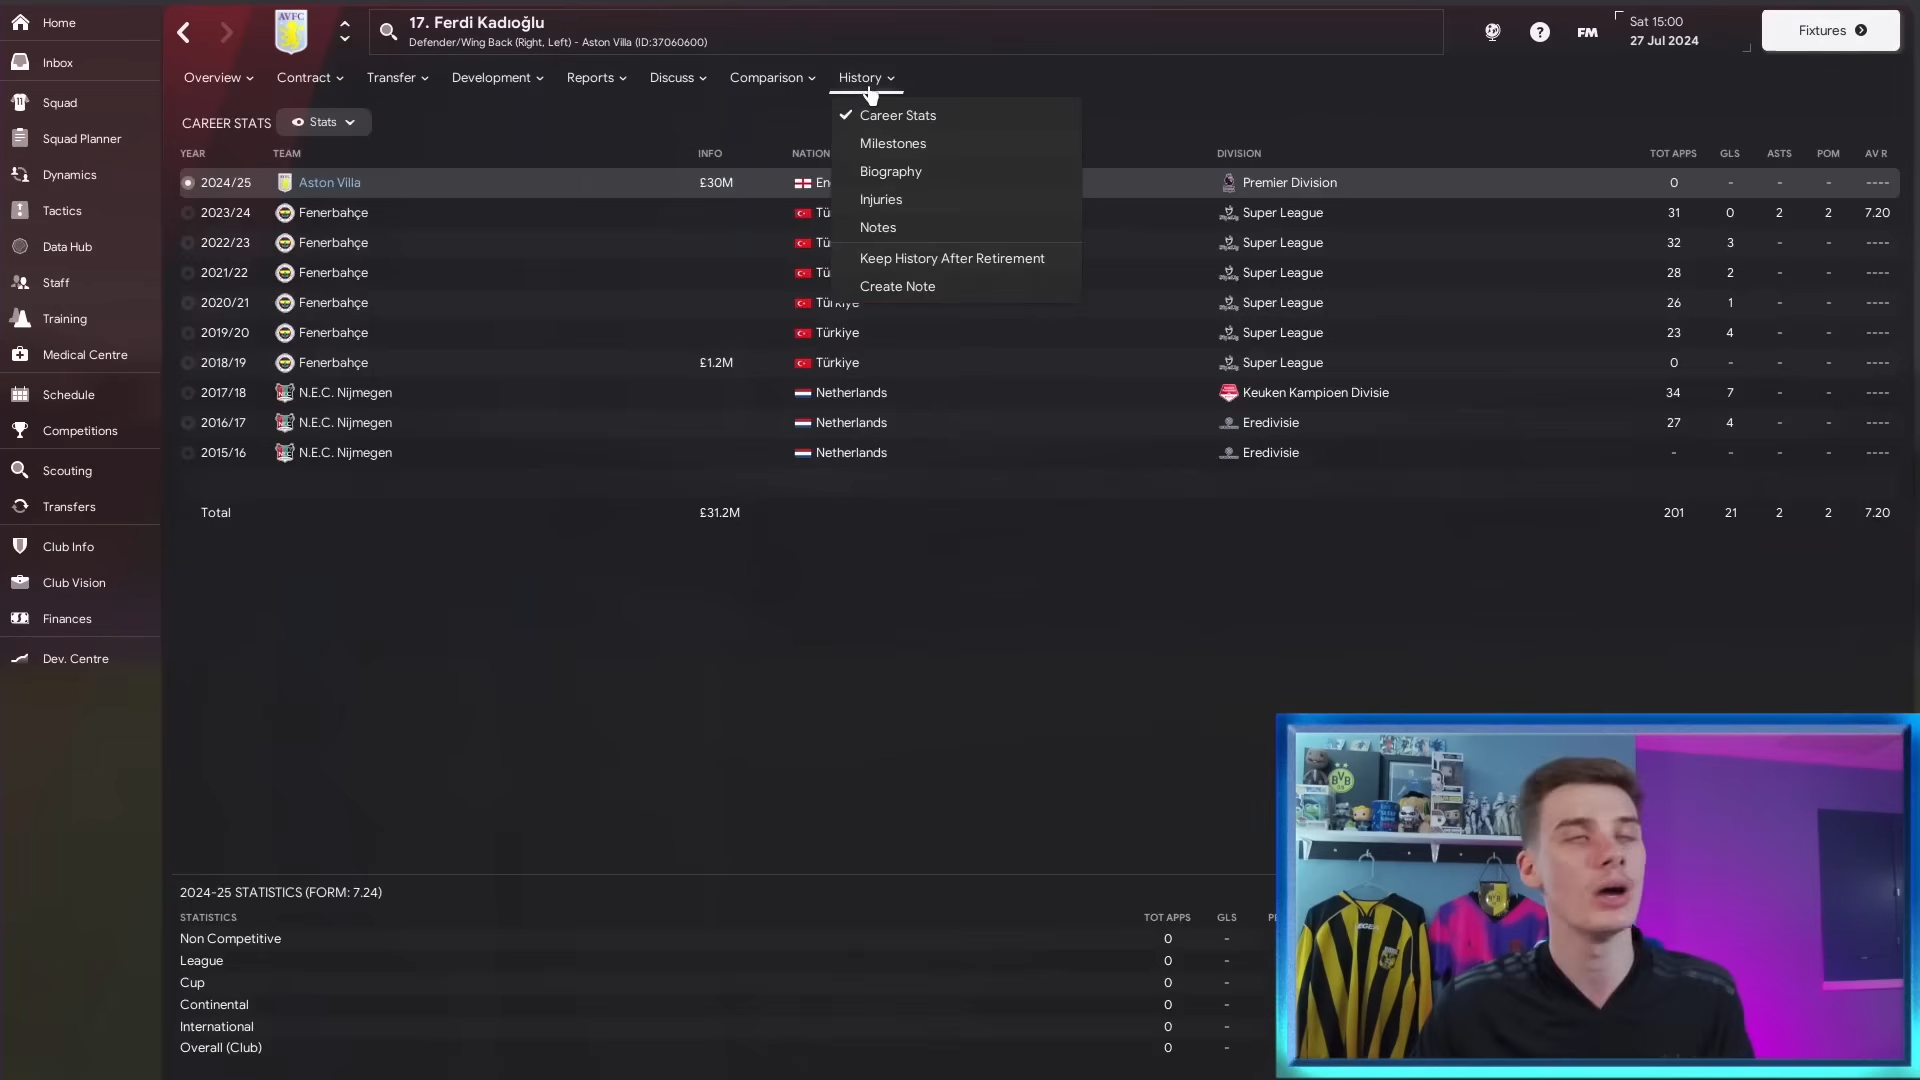 Home
Inbox
Squad
Squad Planner
Dynamics
Tactics
Data Hub
Staff
Training
Medical Centre
Schedule
Competitions
Scouting
Transfers
Club Info
Club Vision
Finances
Dev. Centre
AVFC
17. Ferdi Kadıoğlu
Defender/Wing Back (Right, Left) - Aston Villa (ID:37060600)
? FM
Sat 15:00
27 Jul 2024
Fixtures
Overview Contract Transfer Development Reports Discuss Comparison History
Career Stats
Milestones
Biography
Injuries
Notes
Keep History After Retirement
Create Note
CAREER STATS Stats
YEAR TEAM INFO NATION DIVISION TOT APPS GLS ASTS POM AV R
2024/25 Aston Villa £30M En Premier Division 0 - - - ----
2023/24 Fenerbahçe Tü Super League 31 0 2 2 7.20
2022/23 Fenerbahçe Tü Super League 32 3 - - ----
2021/22 Fenerbahçe Tü Super League 28 2 - - ----
2020/21 Fenerbahçe Türkiye Super League 26 1 - - ----
2019/20 Fenerbahçe Türkiye Super League 23 4 - - ----
2018/19 Fenerbahçe £1.2M Türkiye Super League 0 - - - ----
2017/18 N.E.C. Nijmegen Netherlands Keuken Kampioen Divisie 34 7 - - ----
2016/17 N.E.C. Nijmegen Netherlands Eredivisie 27 4 - - ----
2015/16 N.E.C. Nijmegen Netherlands Eredivisie - - - - ----
Total £31.2M 201 21 2 2 7.20
2024-25 STATISTICS (FORM: 7.24)
STATISTICS TOT APPS GLS
Non Competitive 0 -
League 0 -
Cup 0 -
Continental 0 -
International 0 -
Overall (Club) 0 -
BVB